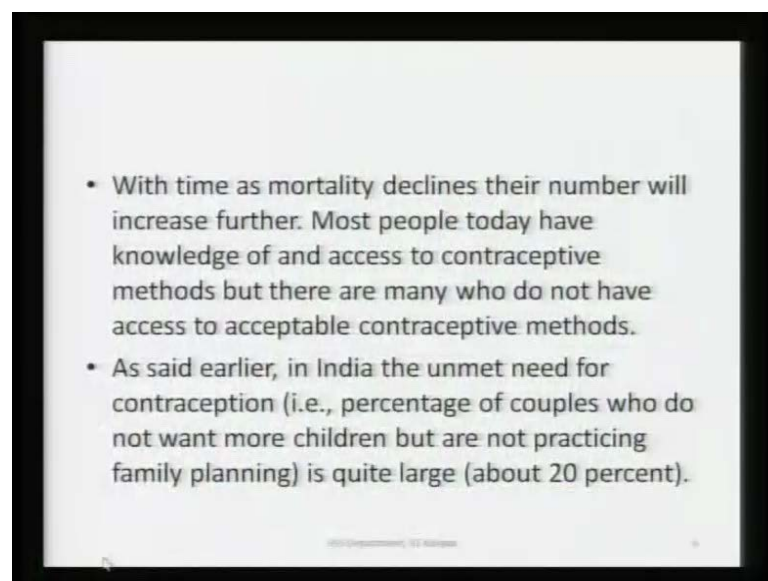 • With time as mortality declines their number will
increase further. Most people today have
knowledge of and access to contraceptive
methods but there are many who do not have
access to acceptable contraceptive methods.
• As said earlier, in India the unmet need for
contraception (i.e., percentage of couples who do
not want more children but are not practicing
family planning) is quite large (about 20 percent).